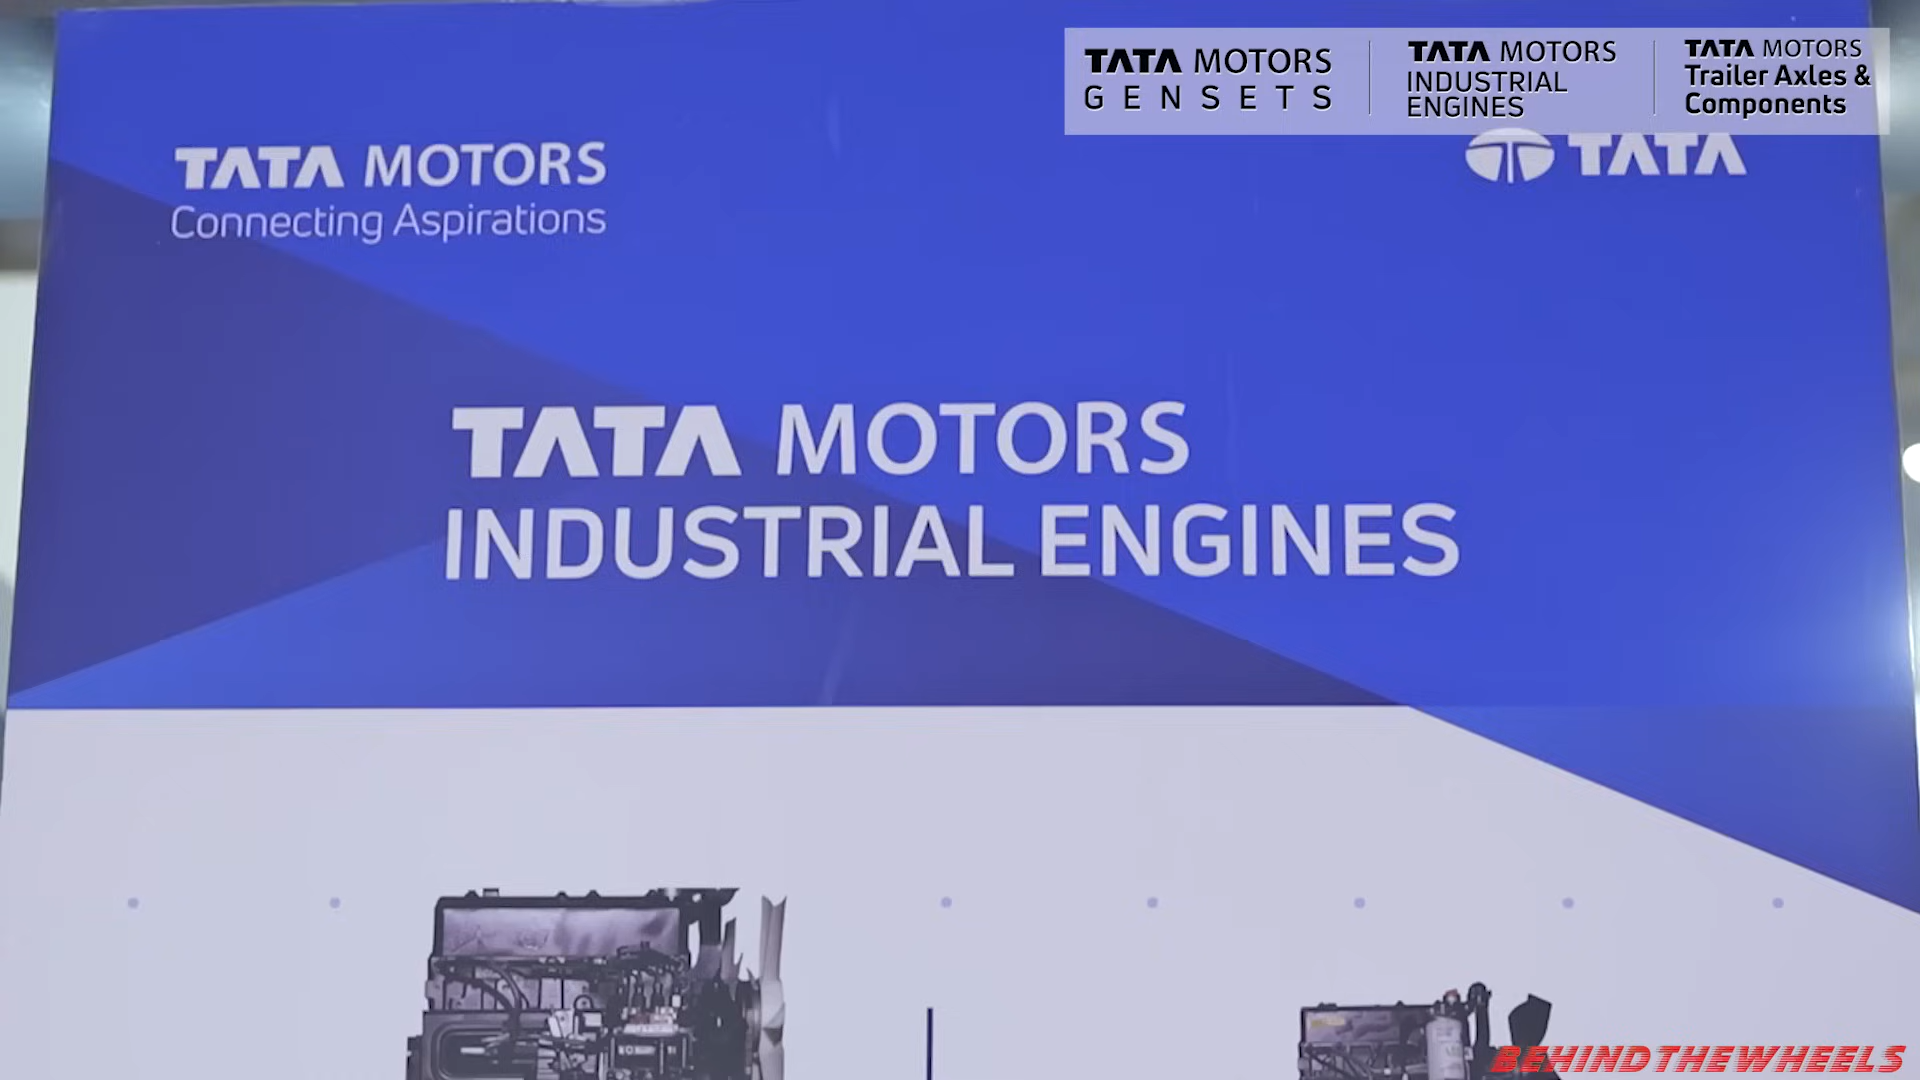 TATA MOTORS
GENSETS
TATA MOTORS
INDUSTRIAL
ENGINES
TATA MOTORS
Trailer Axles &
Components
TATA MOTORS
Connecting Aspirations
TATA
TATA MOTORS
INDUSTRIAL ENGINES
BEHINDTHEWHEELS